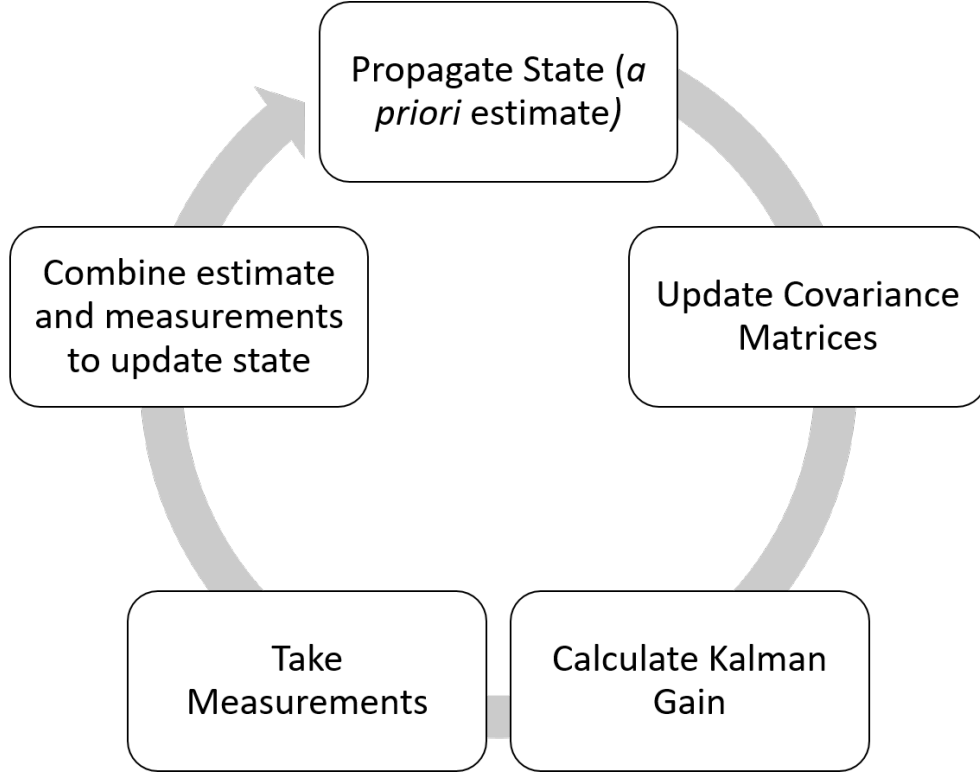 Propagate State (a
priori estimate)
Update Covariance
Matrices
Calculate Kalman
Gain
Take
Measurements
Combine estimate
and measurements
to update state